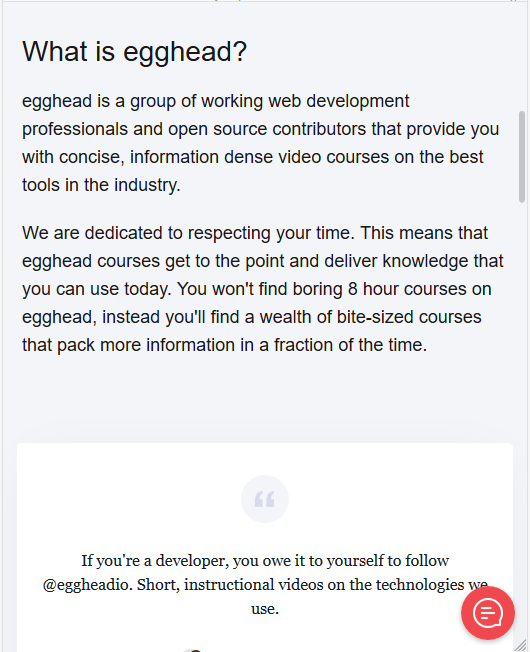 What is egghead?
egghead is a group of working web development
professionals and open source contributors that provide you
with concise, information dense video courses on the best
tools in the industry.
We are dedicated to respecting your time. This means that
egghead courses get to the point and deliver knowledge that
you can use today. You won't find boring 8 hour courses on
egghead, instead you'll find a wealth of bite-sized courses
that pack more information in a fraction of the time.
“
If you're a developer, you owe it to yourself to follow
@eggheadio. Short, instructional videos on the technologies we
use.